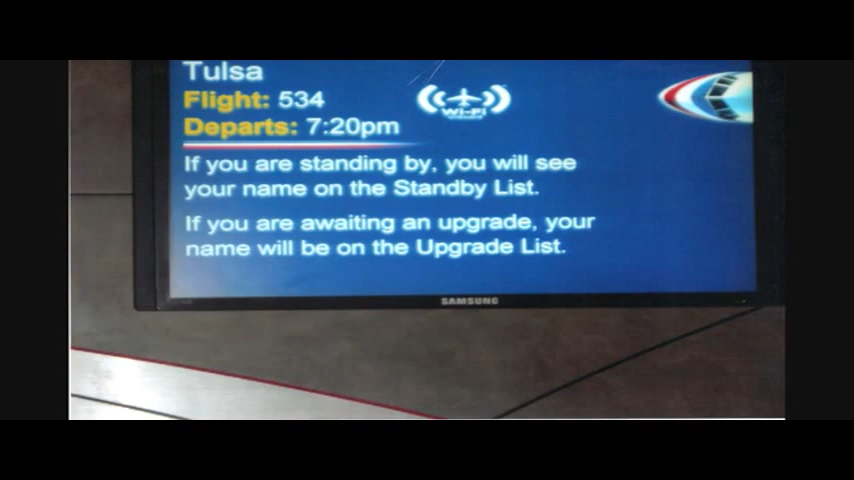 Tulsa
Flight: 534
Departs: 7:20pm
Wi-Fi
If you are standing by, you will see
your name on the Standby List.
If you are awaiting an upgrade, your
name will be on the Upgrade List.
SAMSUNG